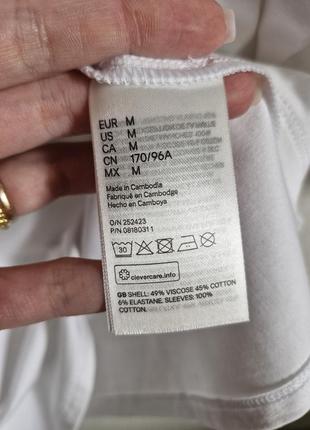 EUR M
US M
CA M
CN 170/96A
MX M
Made in Cambodia
Fabriqué en Cambodge
Hecho en Camboya
O/N 252423
P/N 08180311
30
clevercare.info
GB SHELL: 49% VISCOSE 45% COTTON
6% ELASTANE. SLEEVES: 100%
COTTON.